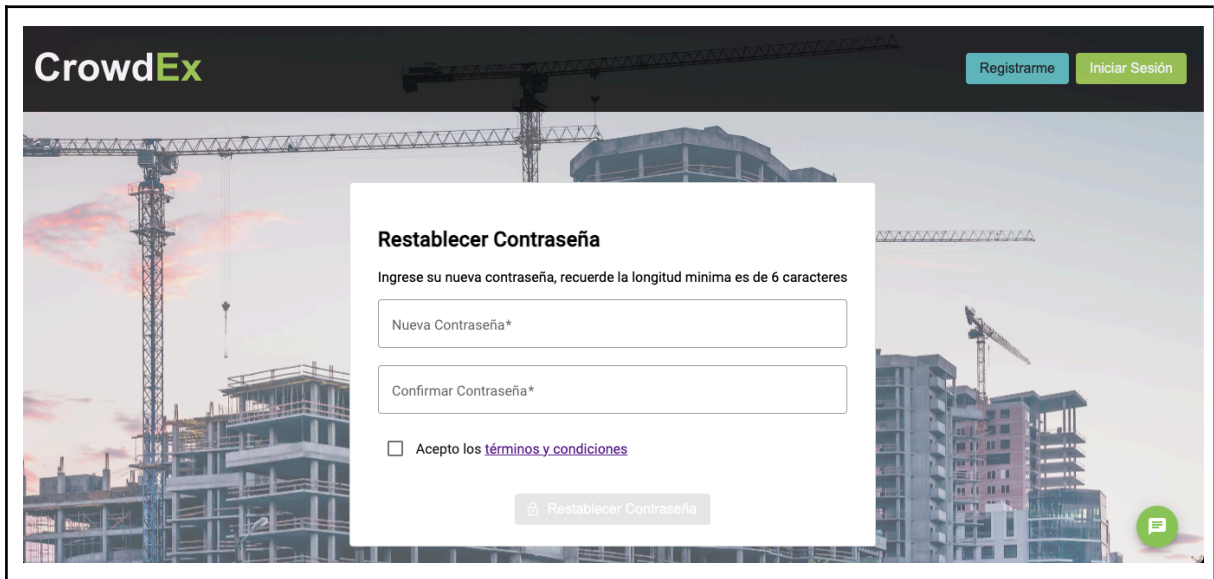 CrowdEx
Registrarme
Iniciar Sesión
Restablecer Contraseña
Ingrese su nueva contraseña, recuerde la longitud minima es de 6 caracteres
Nueva Contraseña*
Confirmar Contraseña*
Acepto los términos y condiciones
Restablecer Contraseña